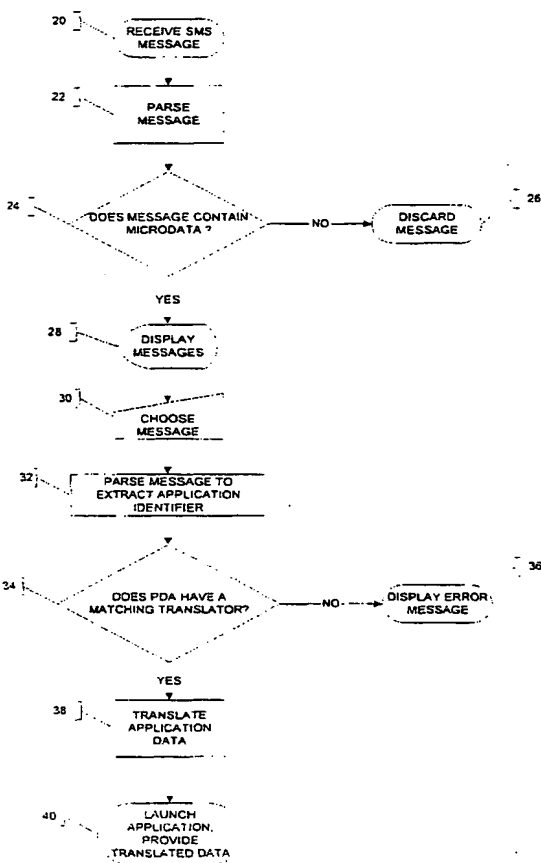 20
RECEIVE SMS
MESSAGE
22
PARSE
MESSAGE
24
DOES MESSAGE CONTAIN
MICRODATA ?
NO
DISCARD
MESSAGE
26
YES
28
DISPLAY
MESSAGES
30
CHOOSE
MESSAGE
32
PARSE MESSAGE TO
EXTRACT APPLICATION
IDENTIFIER
34
DOES PDA HAVE A
MATCHING TRANSLATOR?
NO
DISPLAY ERROR
MESSAGE
36
YES
38
TRANSLATE
APPLICATION
DATA
40
LAUNCH
APPLICATION,
PROVIDE
TRANSLATED DATA